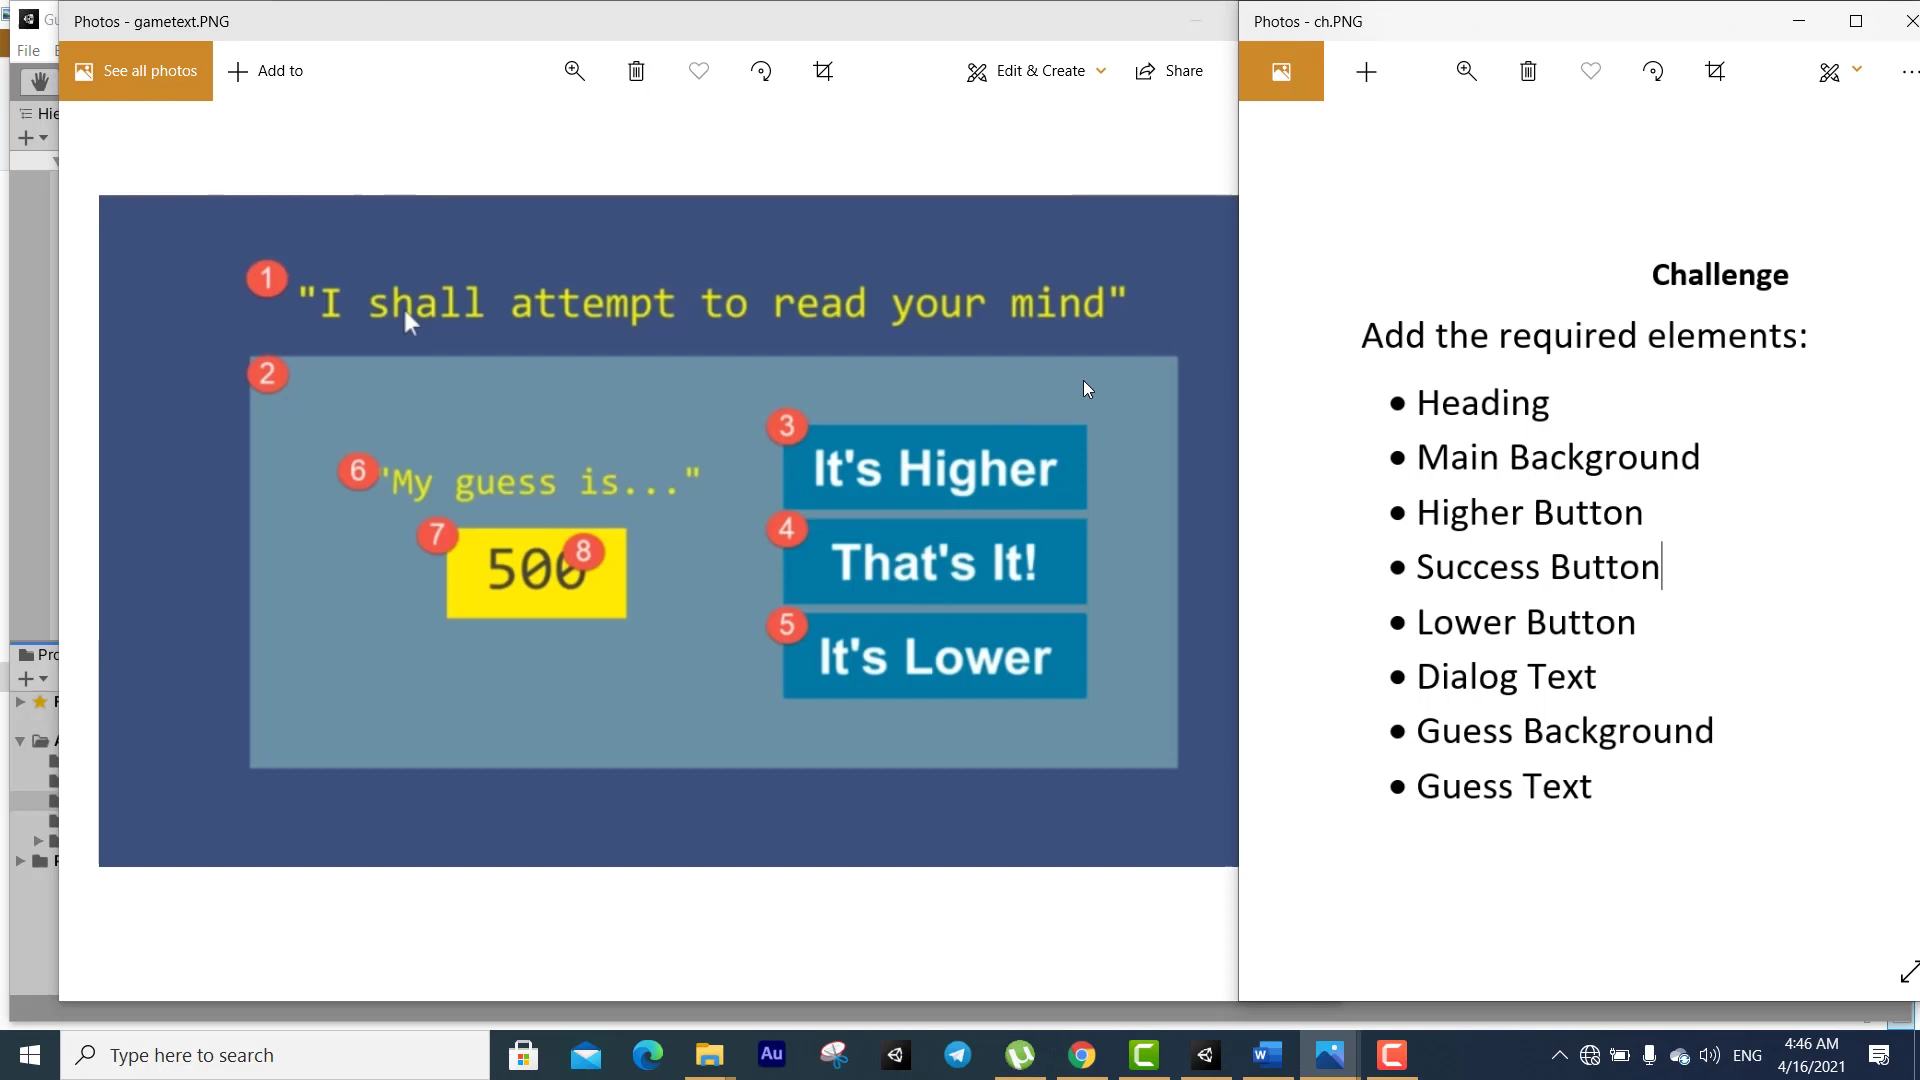 Photos - gametext.PNG
Photos - ch.PNG
File
See all photos
Add to
Edit & Create
Share
Hie
1
"I shall attempt to read your mind"
2
3
It's Higher
6
'My guess is..."
7
500
8
4
That's It!
5
It's Lower
Challenge
Add the required elements:
• Heading
• Main Background
• Higher Button
• Success Button
• Lower Button
• Dialog Text
• Guess Background
• Guess Text
Pro
Type here to search
Au
ENG
4:46 AM
4/16/2021